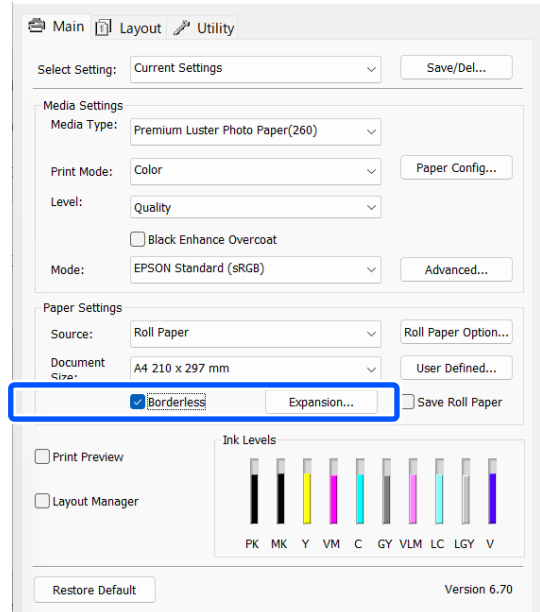 Main Layout Utility
Select Setting: Current Settings Save/Del...
Media Settings
Media Type: Premium Luster Photo Paper(260)
Print Mode: Color Paper Config...
Level: Quality
Black Enhance Overcoat
Mode: EPSON Standard (sRGB) Advanced...
Paper Settings
Source: Roll Paper Roll Paper Option...
Document Size: A4 210 x 297 mm User Defined...
Borderless Expansion... Save Roll Paper
Print Preview
Layout Manager
Ink Levels
PK MK Y VM C GY VLM LC LGY V
Restore Default Version 6.70